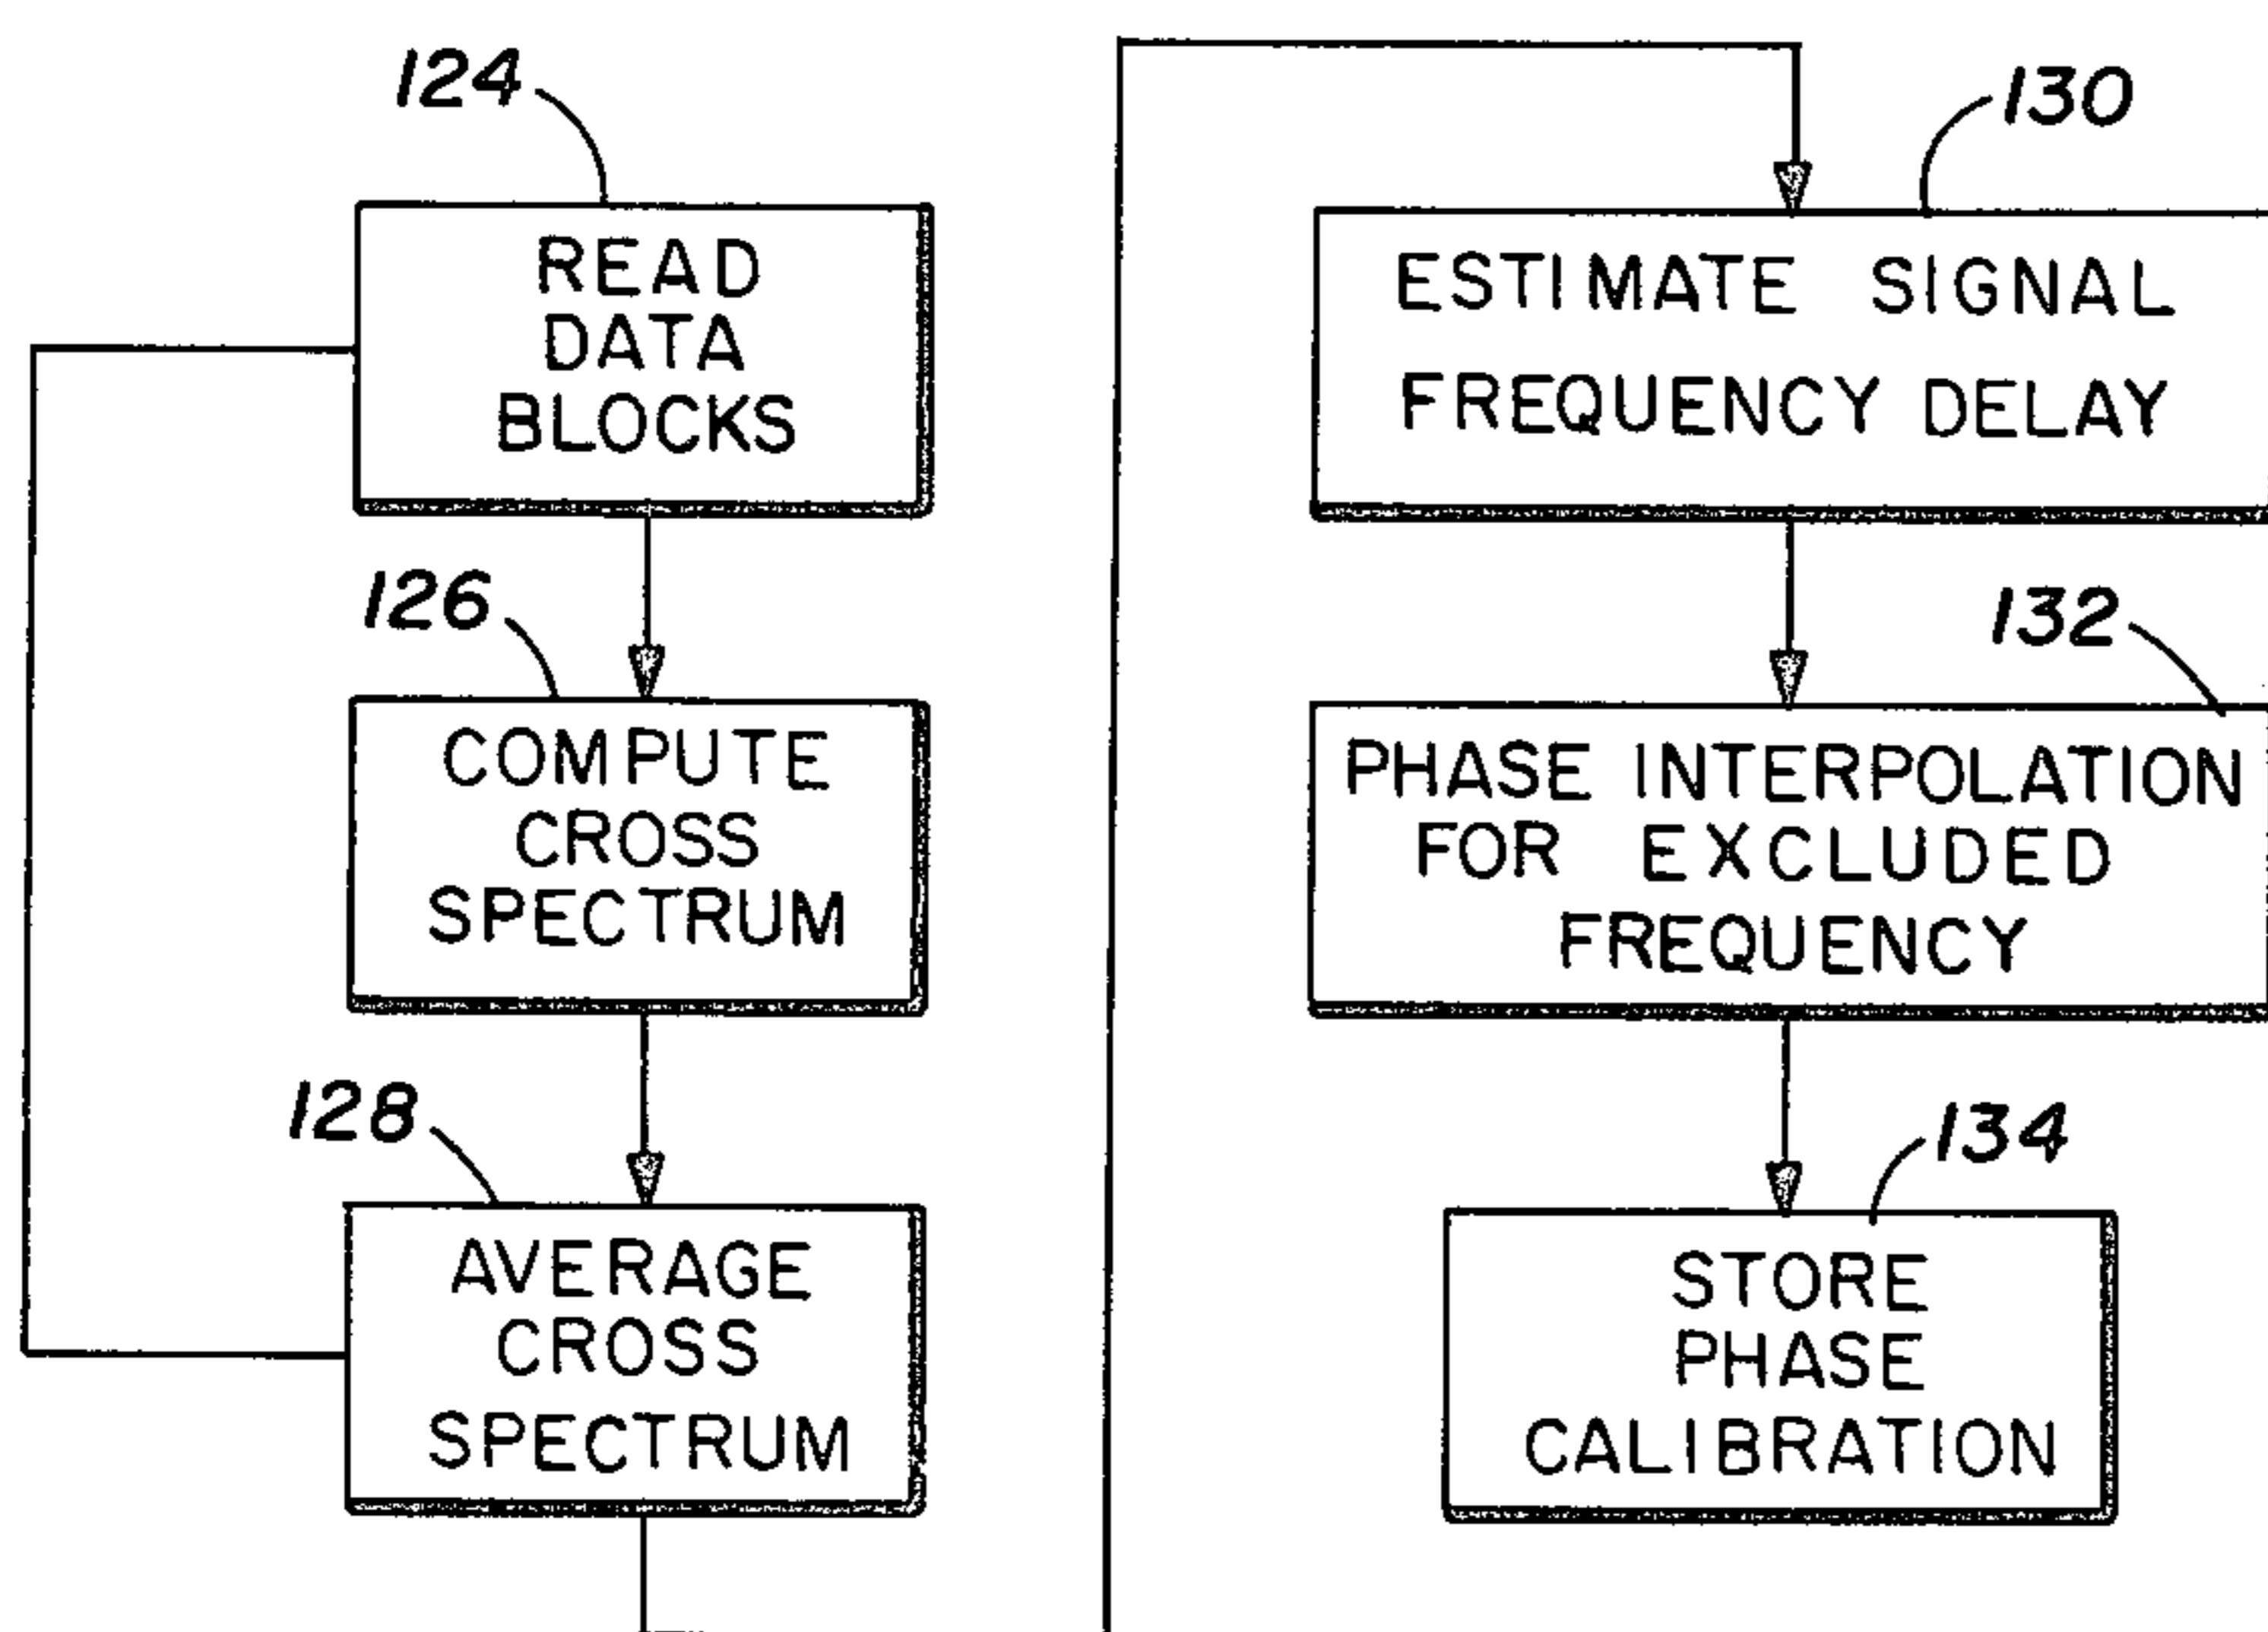 124
READ
DATA
BLOCKS
126
COMPUTE
CROSS
SPECTRUM
128
AVERAGE
CROSS
SPECTRUM
130
ESTIMATE SIGNAL
FREQUENCY DELAY
132
PHASE INTERPOLATION
FOR EXCLUDED
FREQUENCY
134
STORE
PHASE
CALIBRATION